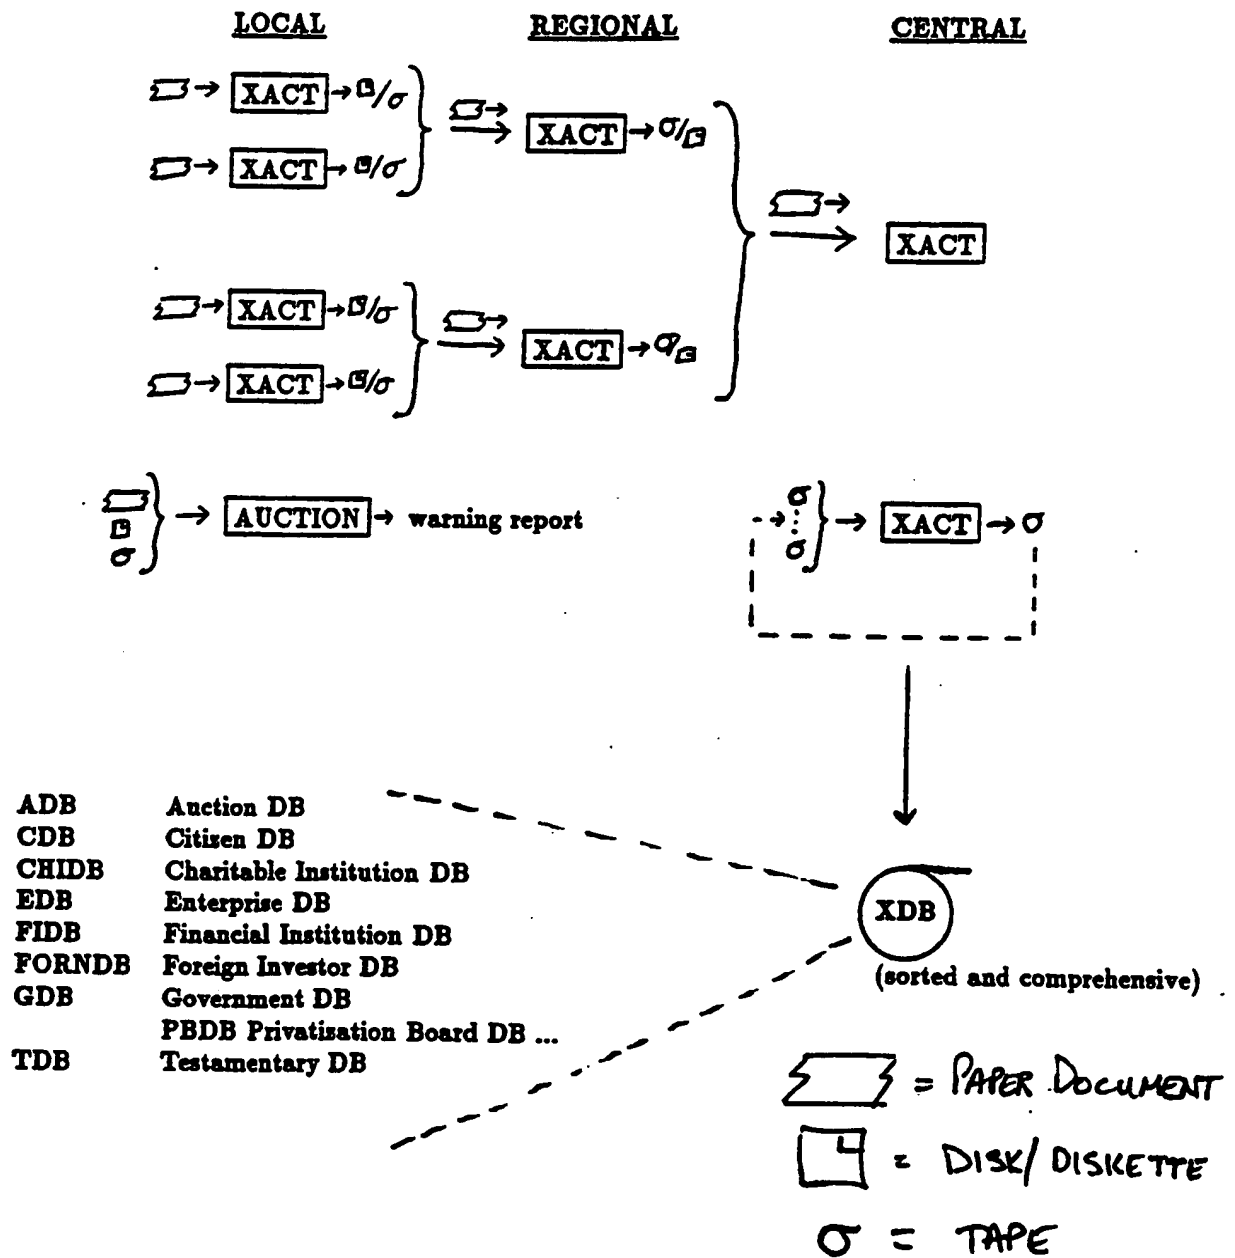 LOCAL REGIONAL CENTRAL
XACT /σ
XACT σ/
XACT /σ
XACT
XACT /σ
XACT σ/
XACT /σ
σ AUCTION warning report
σ σ XACT σ
ADB Auction DB
CDB Citizen DB
CHIDB Charitable Institution DB
EDB Enterprise DB
FIDB Financial Institution DB
FORNDB Foreign Investor DB
GDB Government DB
PBDB Privatization Board DB ...
TDB Testamentary DB
XDB
(sorted and comprehensive)
= PAPER DOCUMENT
= DISK/DISKETTE
σ = TAPE